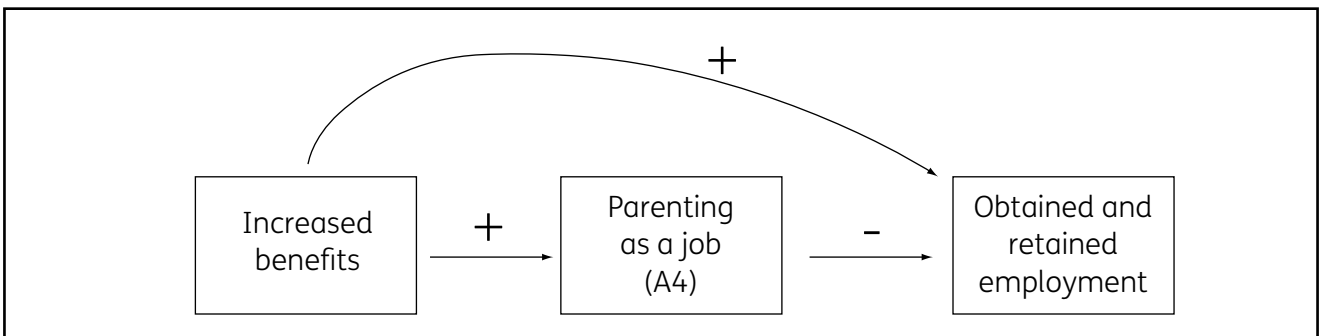 +
Increased
benefits
+
Parenting
as a job
(A4)
-
Obtained and
retained
employment